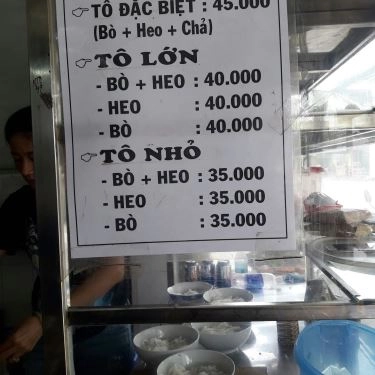 ☞TÔ ĐẶC BIỆT : 45.000
(Bò + Heo + Chả)
☞TÔ LỚN
- BÒ + HEO : 40.000
- HEO : 40.000
- BÒ : 40.000
☞TÔ NHỎ
- BÒ + HEO : 35.000
- HEO : 35.000
- BÒ : 35.000